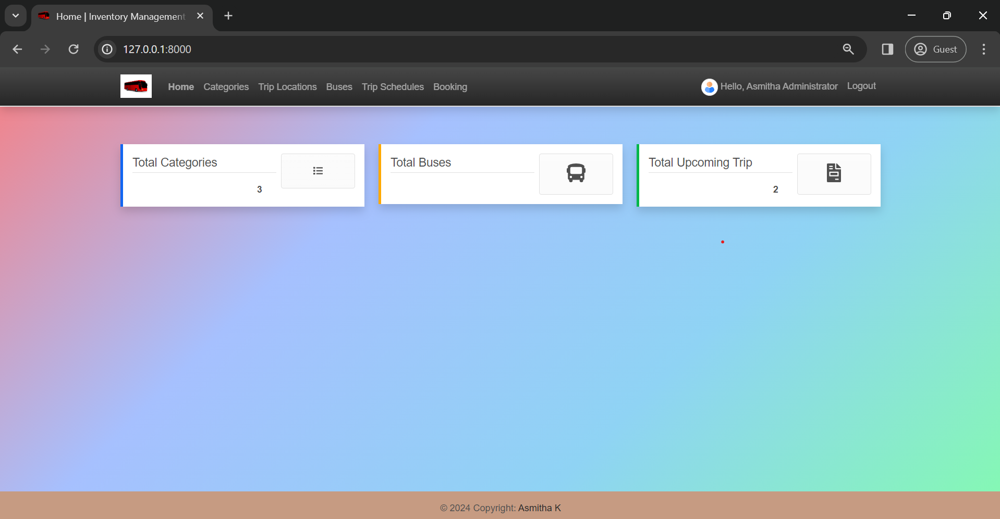 Home | Inventory Management
127.0.0.1:8000
Guest
Home Categories Trip Locations Buses Trip Schedules Booking
Hello, Asmitha Administrator Logout
Total Categories
3
Total Buses
Total Upcoming Trip
2
© 2024 Copyright: Asmitha K